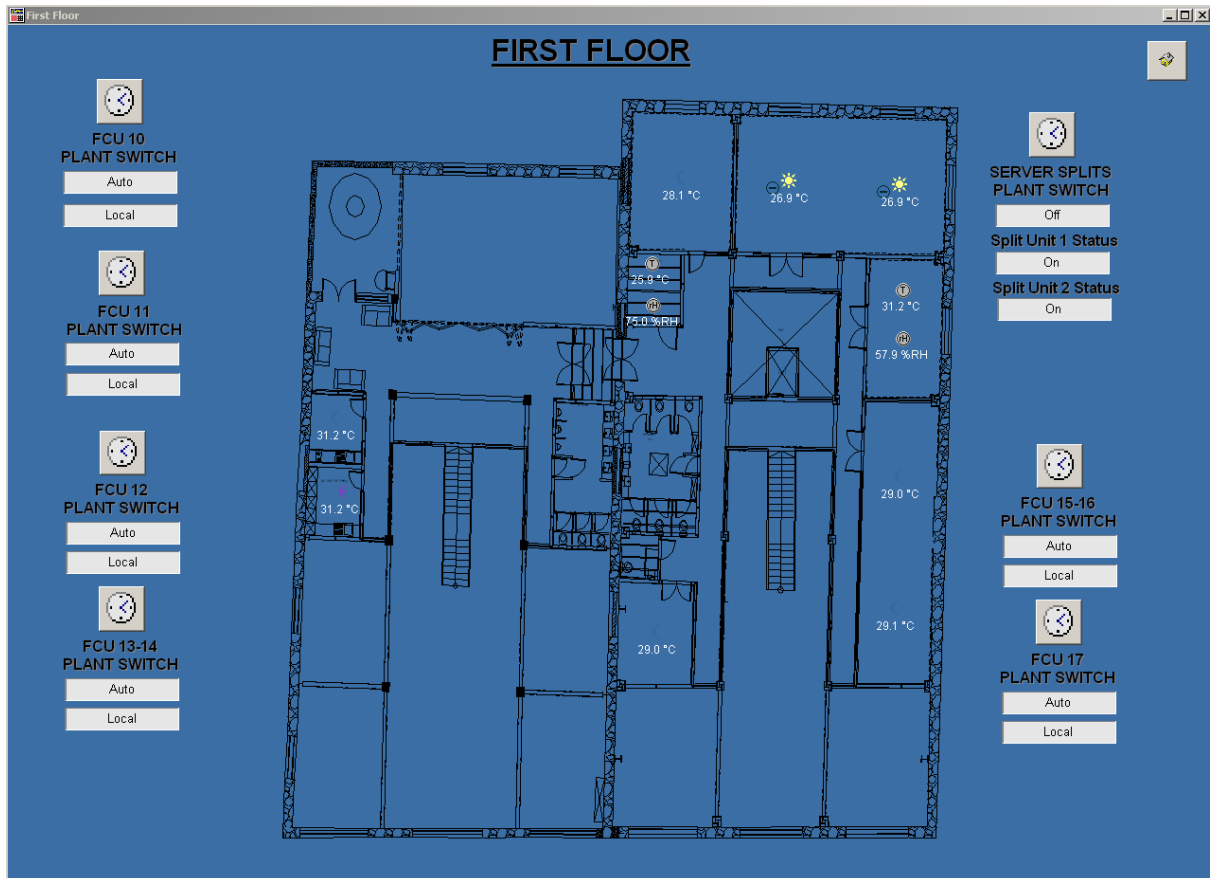 First Floor
FIRST FLOOR
FCU 10
PLANT SWITCH
Auto
Local
FCU 11
PLANT SWITCH
Auto
Local
FCU 12
PLANT SWITCH
Auto
Local
FCU 13-14
PLANT SWITCH
Auto
Local
28.1 °C
26.9 °C
26.9 °C
T
25.9 °C
rH
75.0 %RH
T
31.2 °C
rH
57.9 %RH
31.2 °C
31.2 °C
29.0 °C
29.1 °C
29.0 °C
SERVER SPLITS
PLANT SWITCH
Off
Split Unit 1 Status
On
Split Unit 2 Status
On
FCU 15-16
PLANT SWITCH
Auto
Local
FCU 17
PLANT SWITCH
Auto
Local